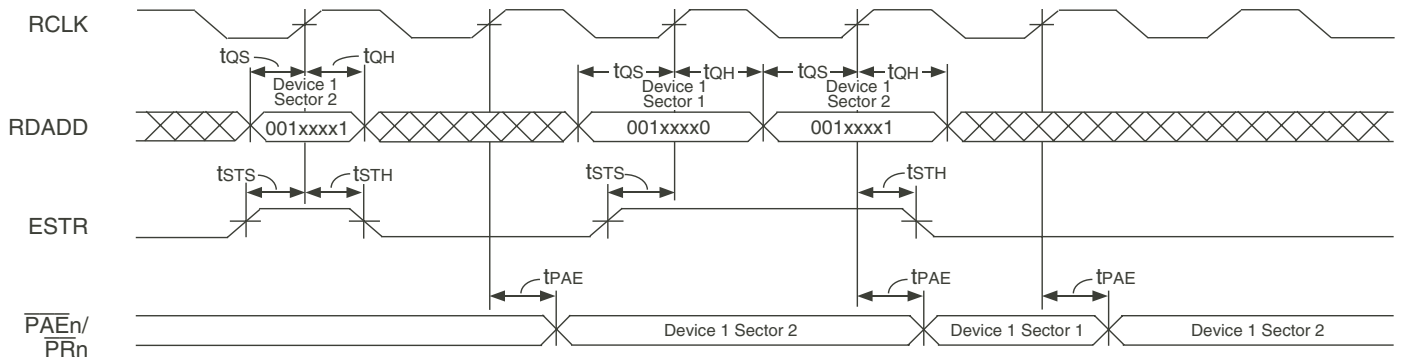 RCLK
tQS tQH tQS tQH tQS tQH
Device 1
Sector 2
Device 1
Sector 1
Device 1
Sector 2
RDADD
001xxxx1 001xxxx0 001xxxx1
tSTS tSTH tSTS tSTH
ESTR
tPAE tPAE tPAE
PAEn/
PRn
Device 1 Sector 2 Device 1 Sector 1 Device 1 Sector 2